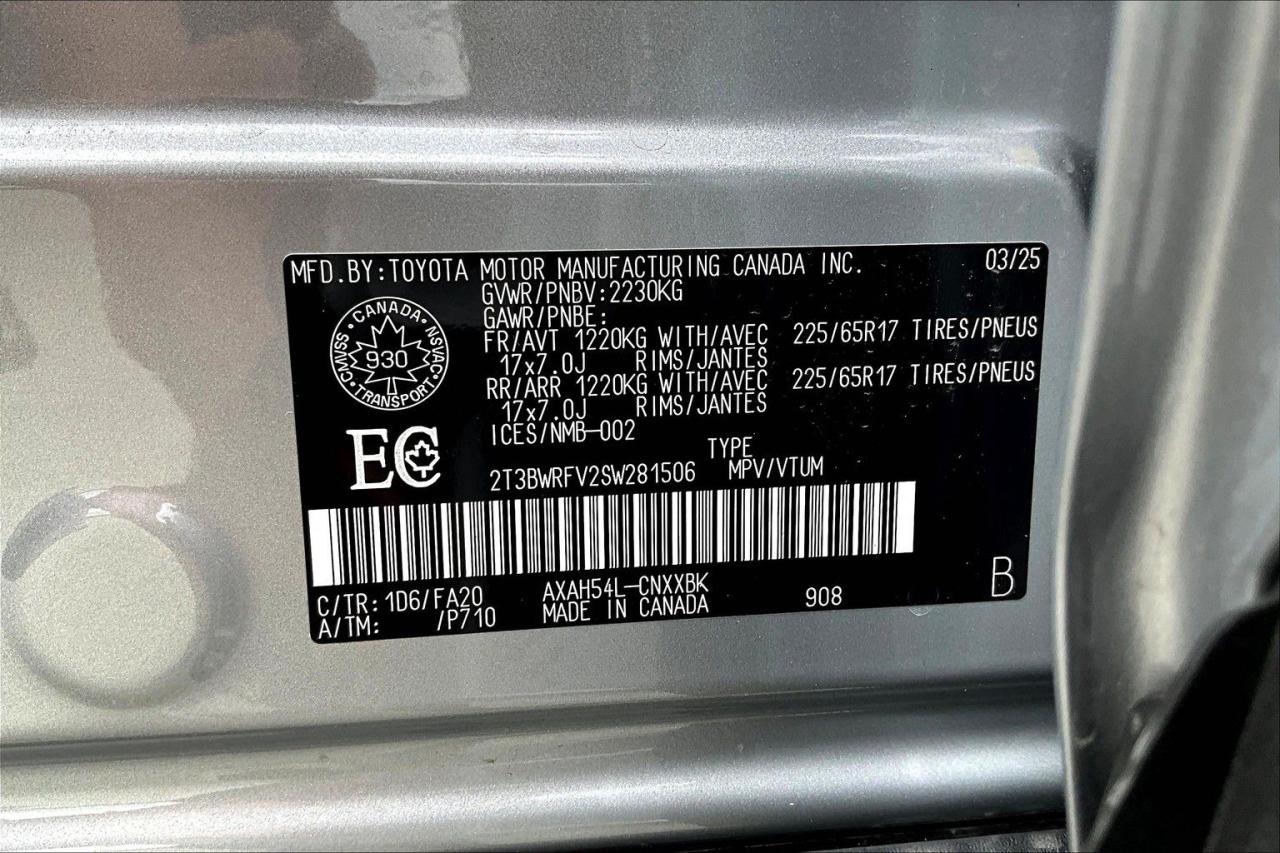 MFD.BY:TOYOTA MOTOR MANUFACTURING CANADA INC. 03/25
GVWR/PNBV:2230KG
GAWR/PNBE:
FR/AVT 1220KG WITH/AVEC 225/65R17 TIRES/PNEUS
17x7.0J RIMS/JANTES
RR/ARR 1220KG WITH/AVEC 225/65R17 TIRES/PNEUS
17x7.0J RIMS/JANTES
ICES/NMB-002
CANADA
CMVSS NSVAC
930
TRANSPORT
EC
TYPE
2T3BWRFV2SW281506 MPV/VTUM
C/TR: 1D6/FA20 AXAH54L-CNXXBK 908 B
A/TM: /P710 MADE IN CANADA